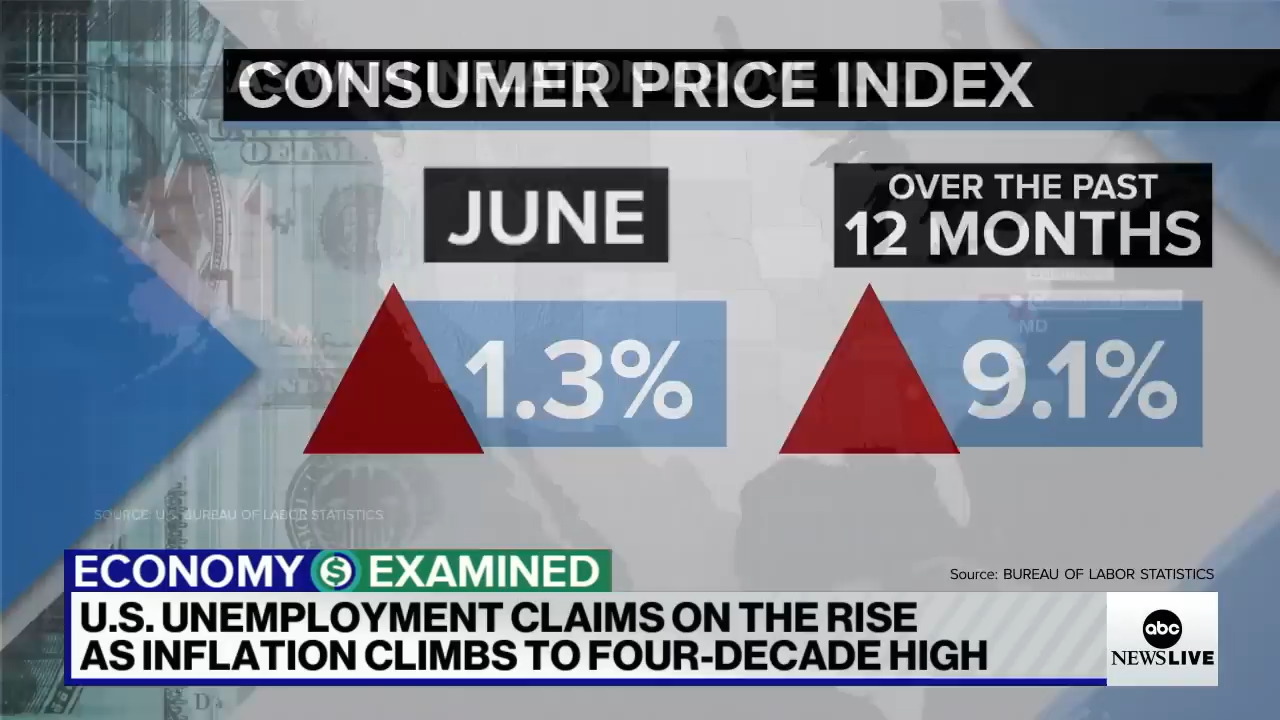 CONSUMER PRICE INDEX
JUNE
OVER THE PAST
12 MONTHS
1.3%
9.1%
MD
SOURCE: U.S. BUREAU OF LABOR STATISTICS
ECONOMY $ EXAMINED
Source: BUREAU OF LABOR STATISTICS
U.S. UNEMPLOYMENT CLAIMS ON THE RISE
AS INFLATION CLIMBS TO FOUR-DECADE HIGH
abc
NEWS LIVE